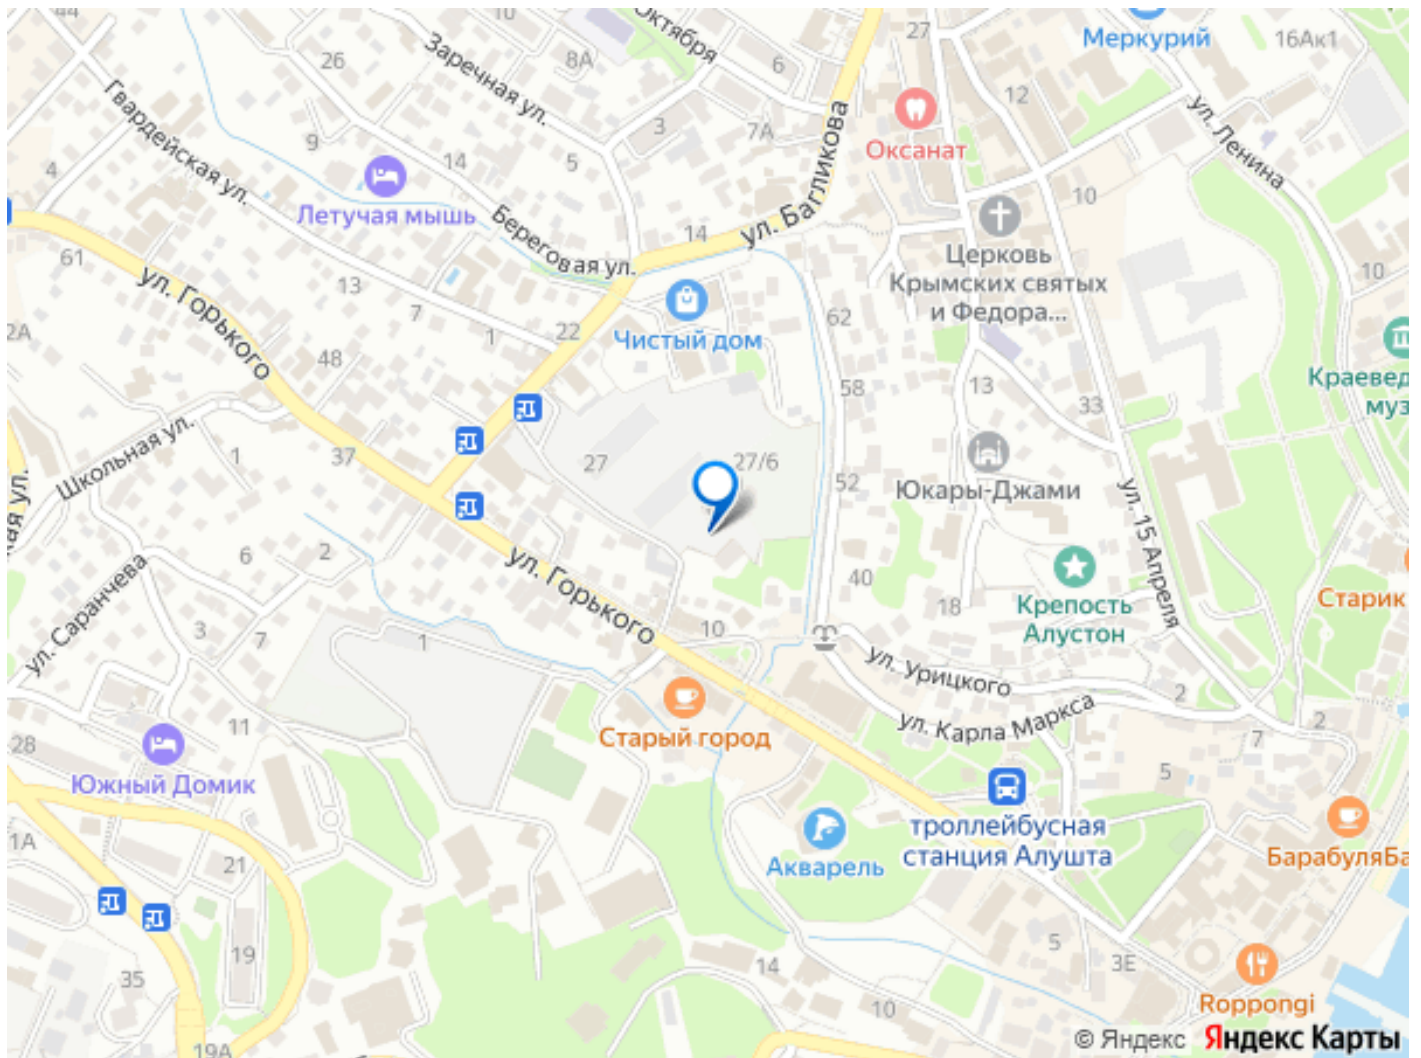 44
10
Октября
27
Меркурий
16Ак1
26
Заречная ул.
8А
6
12
Гвардейская ул.
9
14
3
7А
5
Оксанат
ул. Ленина
4
Летучая мышь
ул. Багликова
10
Береговая ул.
14
Церковь
Крымских святых
и Федора...
61
ул. Горького
13
7
1
22
Чистый дом
62
10
2А
48
58
13
33
Краевед
муз
Школьная ул.
1
37
27
27/6
52
Юкары-Джами
ул. 15 Апреля
кая ул.
6
2
ул. Горького
40
18
Крепость
Алустон
Старик
ул. Саранчева
3
7
1
10
ул. Урицкого
2
11
Старый город
ул. Карла Маркса
7
2
28
Южный Домик
5
троллейбусная
станция Алушта
1А
21
Акварель
БарабуляБа
19
35
14
5
3Е
10
Roppongi
19А
© Яндекс Яндекс Карты